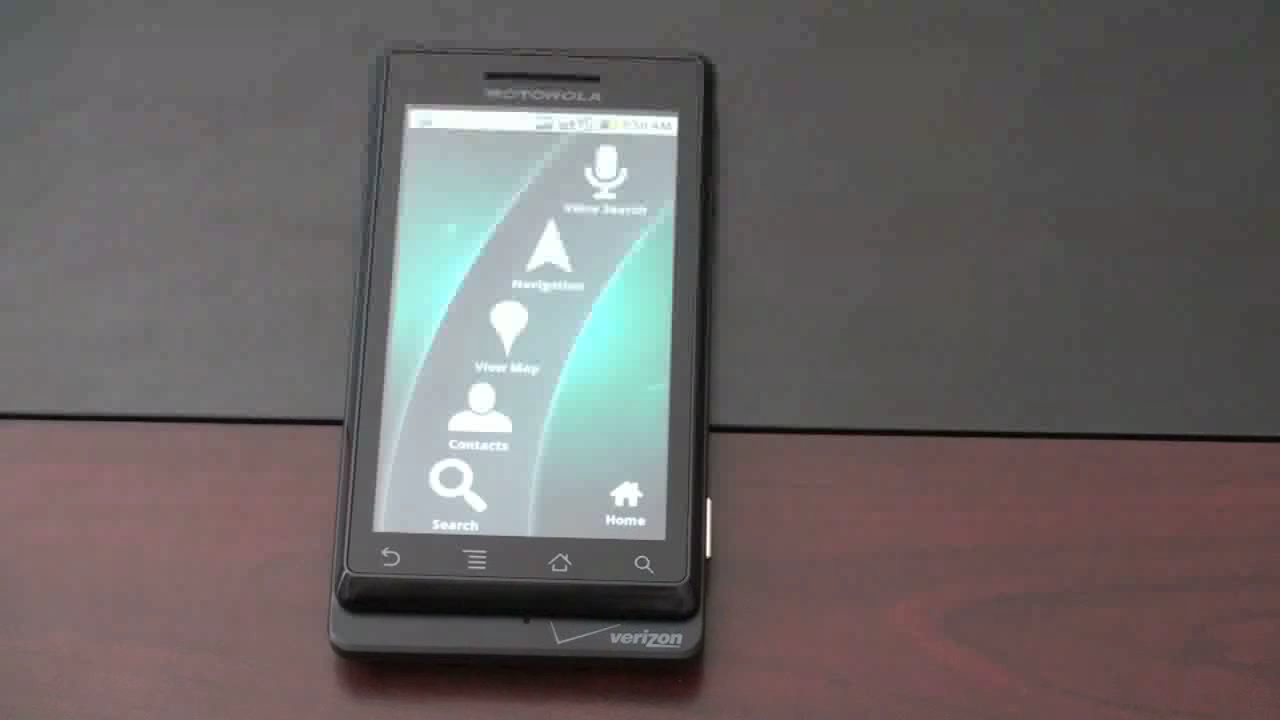 MOTOROLA
Voice Search
Navigation
View Map
Contacts
Search
Home
verizon